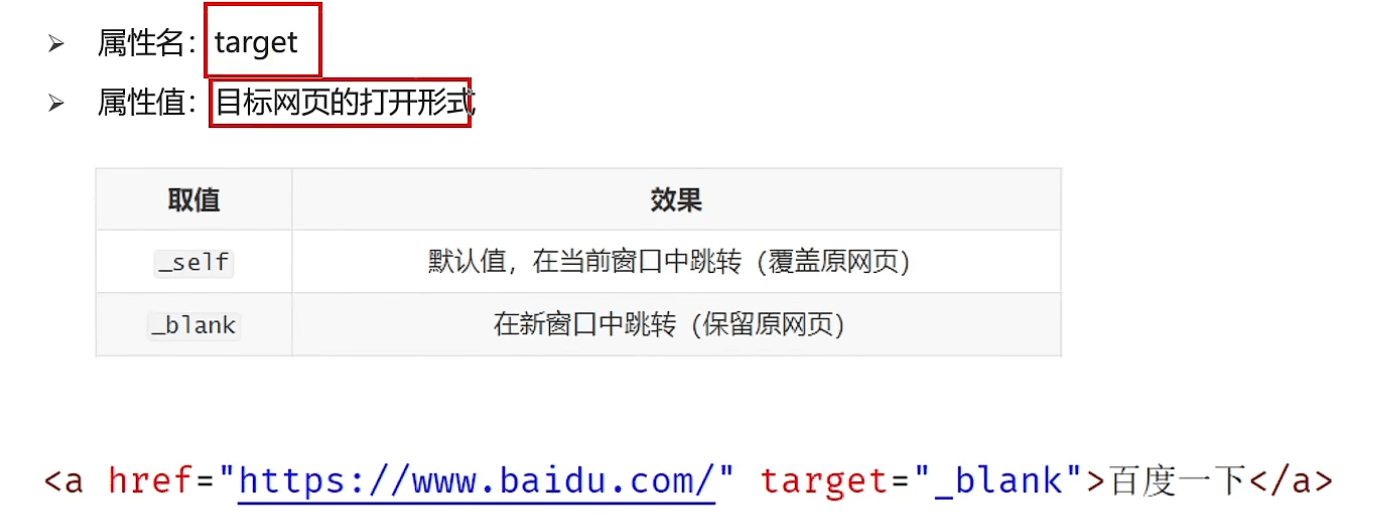 属性名：target
属性值：目标网页的打开形式
取值 效果
_self 默认值，在当前窗口中跳转（覆盖原网页）
_blank 在新窗口中跳转（保留原网页）
<a href="https://www.baidu.com/" target="_blank">百度一下</a>